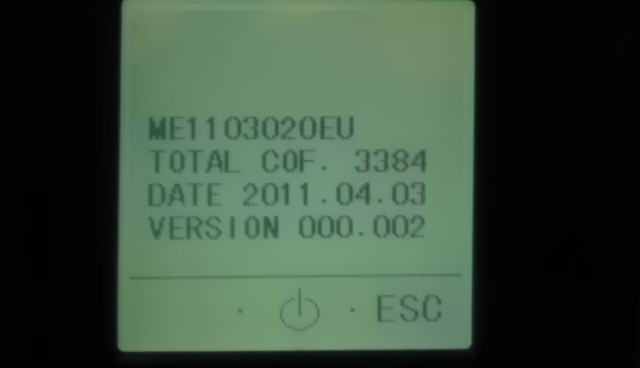 ME1103020EU
TOTAL COF. 3384
DATE 2011.04.03
VERSION 000.002
ESC